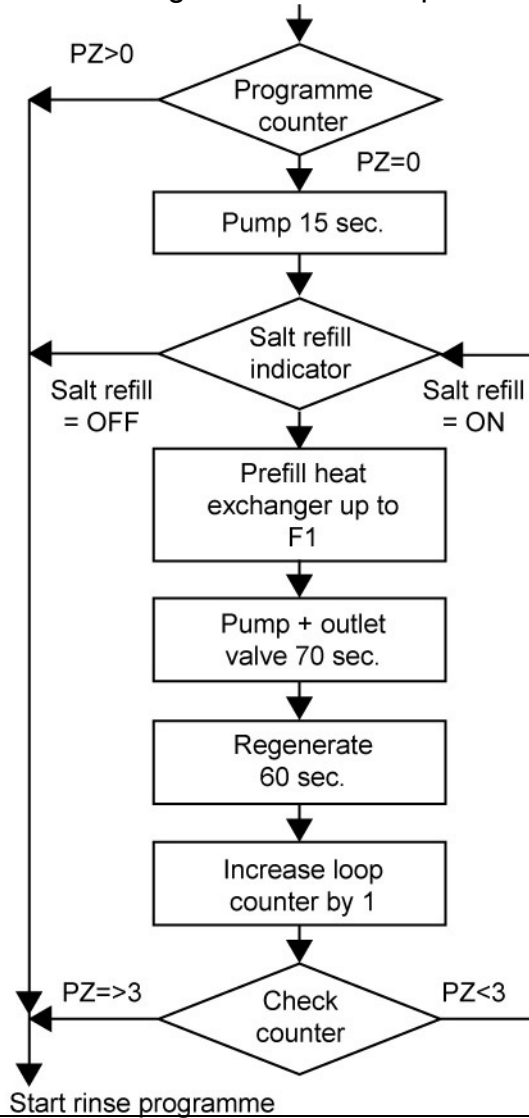 PZ>0
Programme
counter
PZ=0
Pump 15 sec.
Salt refill
indicator
Salt refill
= OFF
Salt refill
= ON
Prefill heat
exchanger up to
F1
Pump + outlet
valve 70 sec.
Regenerate
60 sec.
Increase loop
counter by 1
PZ=>3
Check
counter
PZ<3
Start rinse programme